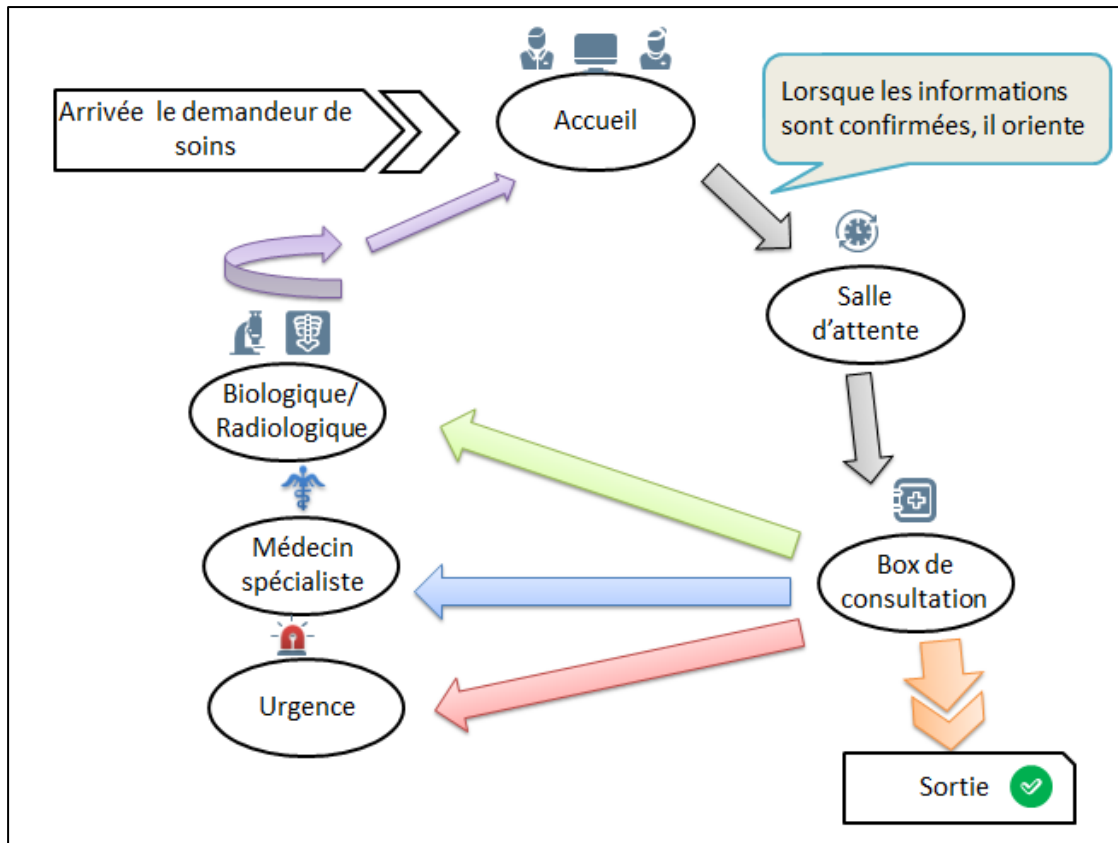 Arrivée  le demandeur de
soins
Accueil
Lorsque les informations
sont confirmées, il oriente
Salle
d’attente
Biologique/
Radiologique
Médecin
spécialiste
Box de
consultation
Urgence
Sortie